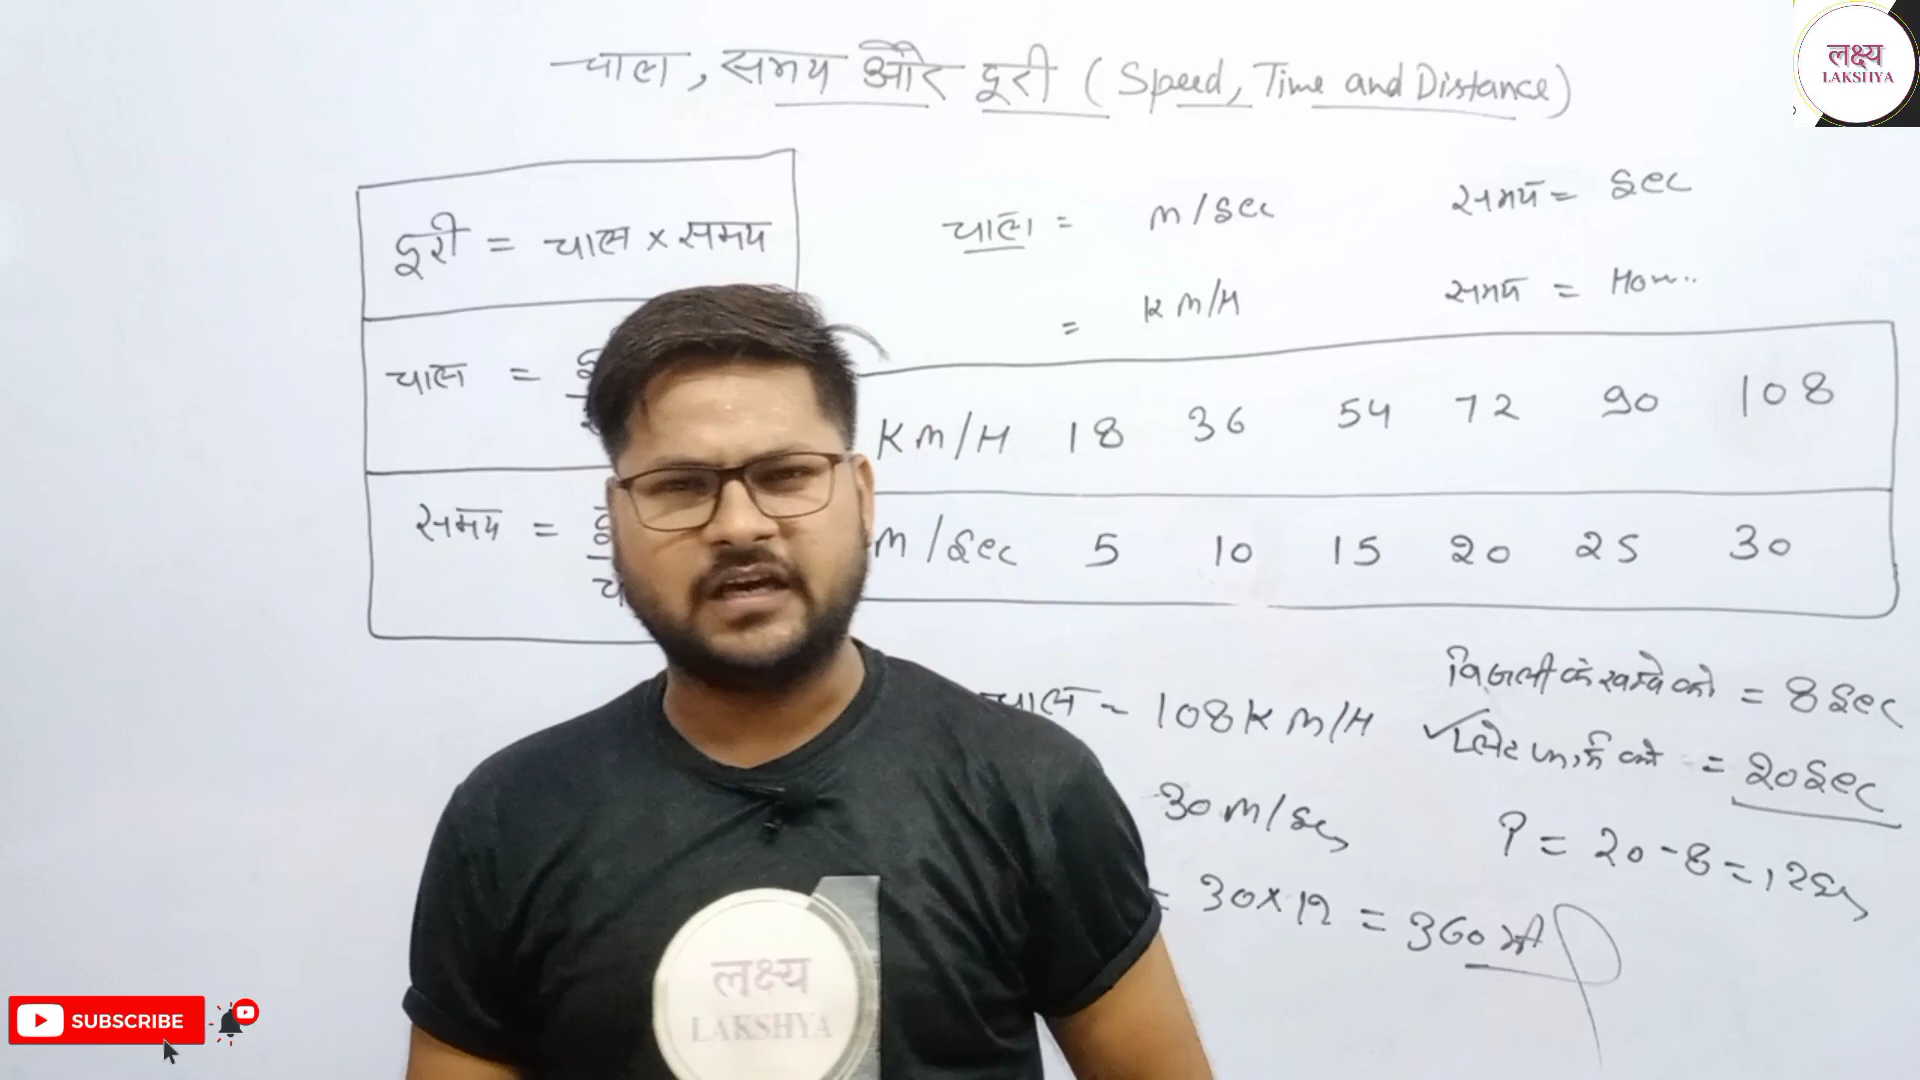 चाल, समय और दूरी (Speed, Time and Distance)
लक्ष्य
LAKSHYA
दूरी = चाल × समय
चाल = m/sec
समय = sec
= km/H
समय = Hour..
चाल =
समय =
Km/H 18 36 54 72 90 108
m/sec 5 10 15 20 25 30
चाल = 108 Km/H
बिजली के खम्बे को = 8 sec
को = 20 sec
30 m/sec
? = 20-8 = 12 sec
= 30×12 = 360 मी
लक्ष्य
LAKSHYA
SUBSCRIBE